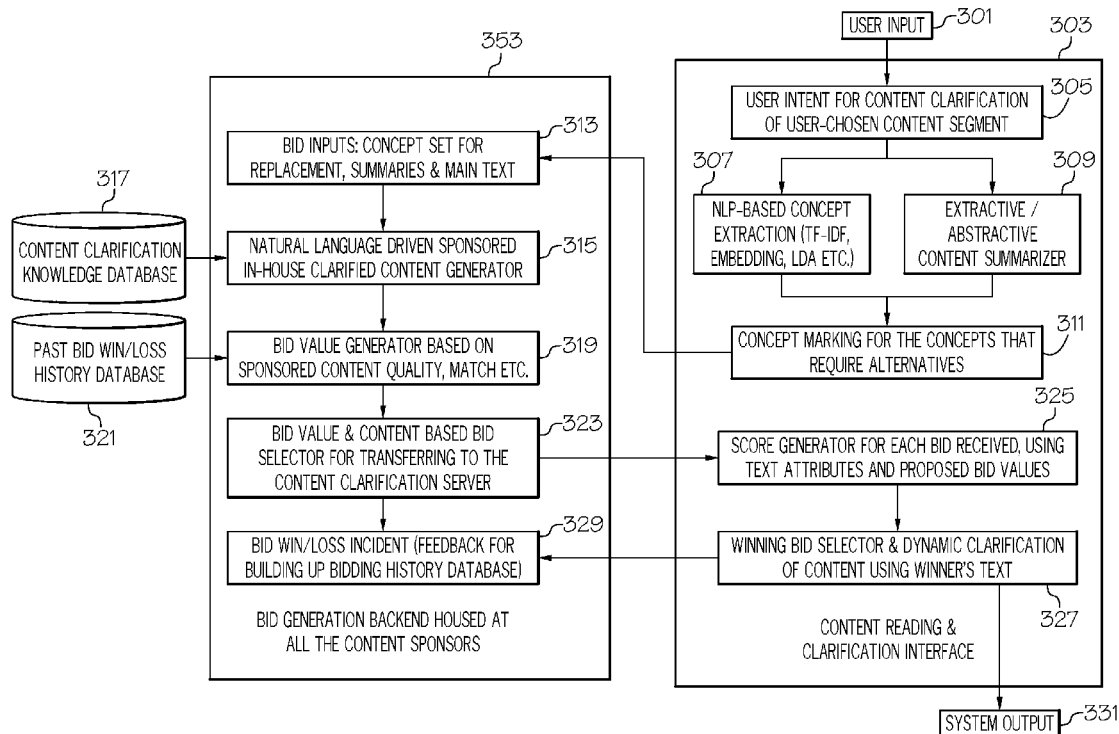 USER INPUT
301
303
USER INTENT FOR CONTENT CLARIFICATION
OF USER-CHOSEN CONTENT SEGMENT
305
307
NLP-BASED CONCEPT
EXTRACTION (TF-IDF,
EMBEDDING, LDA ETC.)
309
EXTRACTIVE /
ABSTRACTIVE
CONTENT SUMMARIZER
CONCEPT MARKING FOR THE CONCEPTS THAT
REQUIRE ALTERNATIVES
311
353
BID INPUTS: CONCEPT SET FOR
REPLACEMENT, SUMMARIES & MAIN TEXT
313
317
CONTENT CLARIFICATION
KNOWLEDGE DATABASE
NATURAL LANGUAGE DRIVEN SPONSORED
IN-HOUSE CLARIFIED CONTENT GENERATOR
315
PAST BID WIN/LOSS
HISTORY DATABASE
321
BID VALUE GENERATOR BASED ON
SPONSORED CONTENT QUALITY, MATCH ETC.
319
BID VALUE & CONTENT BASED BID
SELECTOR FOR TRANSFERRING TO THE
CONTENT CLARIFICATION SERVER
323
325
SCORE GENERATOR FOR EACH BID RECEIVED, USING
TEXT ATTRIBUTES AND PROPOSED BID VALUES
BID WIN/LOSS INCIDENT (FEEDBACK FOR
BUILDING UP BIDDING HISTORY DATABASE)
329
WINNING BID SELECTOR & DYNAMIC CLARIFICATION
OF CONTENT USING WINNER'S TEXT
327
BID GENERATION BACKEND HOUSED AT
ALL THE CONTENT SPONSORS
CONTENT READING &
CLARIFICATION INTERFACE
SYSTEM OUTPUT
331